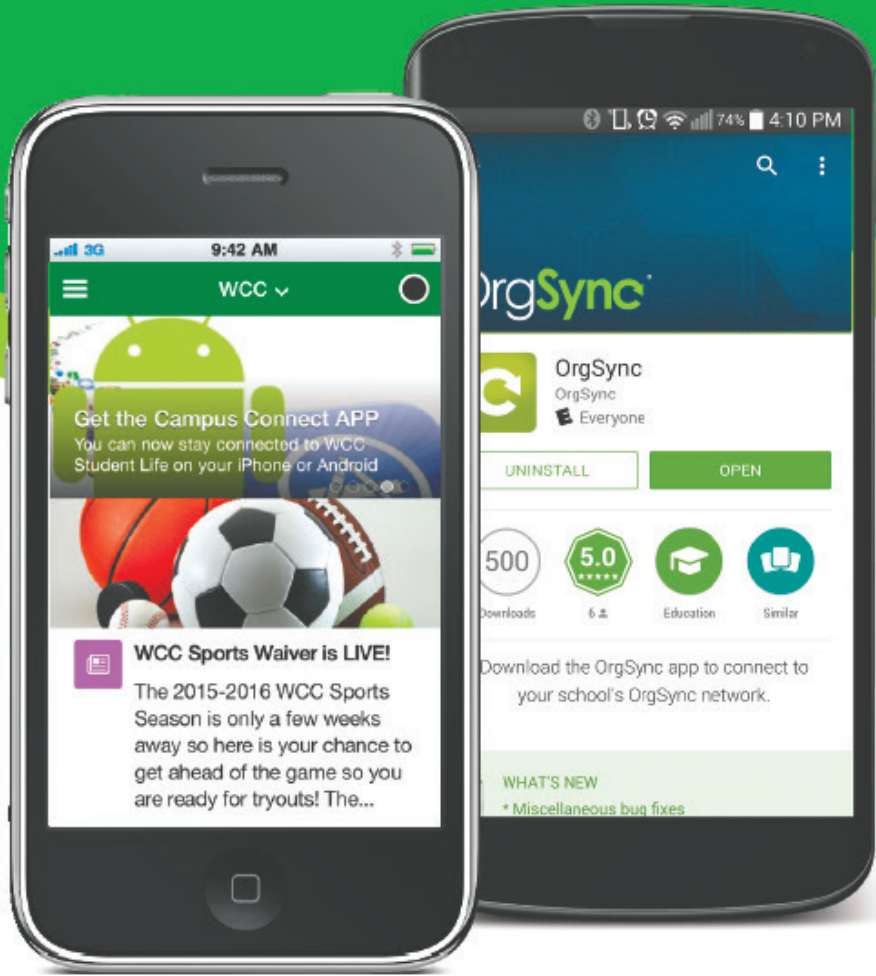 3G 9:42 AM
WCC
Get the Campus Connect APP
You can now stay connected to WCC
Student Life on your iPhone or Android
WCC Sports Waiver is LIVE!
The 2015-2016 WCC Sports
Season is only a few weeks
away so here is your chance to
get ahead of the game so you
are ready for tryouts! The...
74% 4:10 PM
OrgSync
OrgSync
OrgSync
E Everyone
UNINSTALL OPEN
500 5.0
Downloads 6 Education Similar
Download the OrgSync app to connect to
your school's OrgSync network.
WHAT'S NEW
* Miscellaneous bug fixes